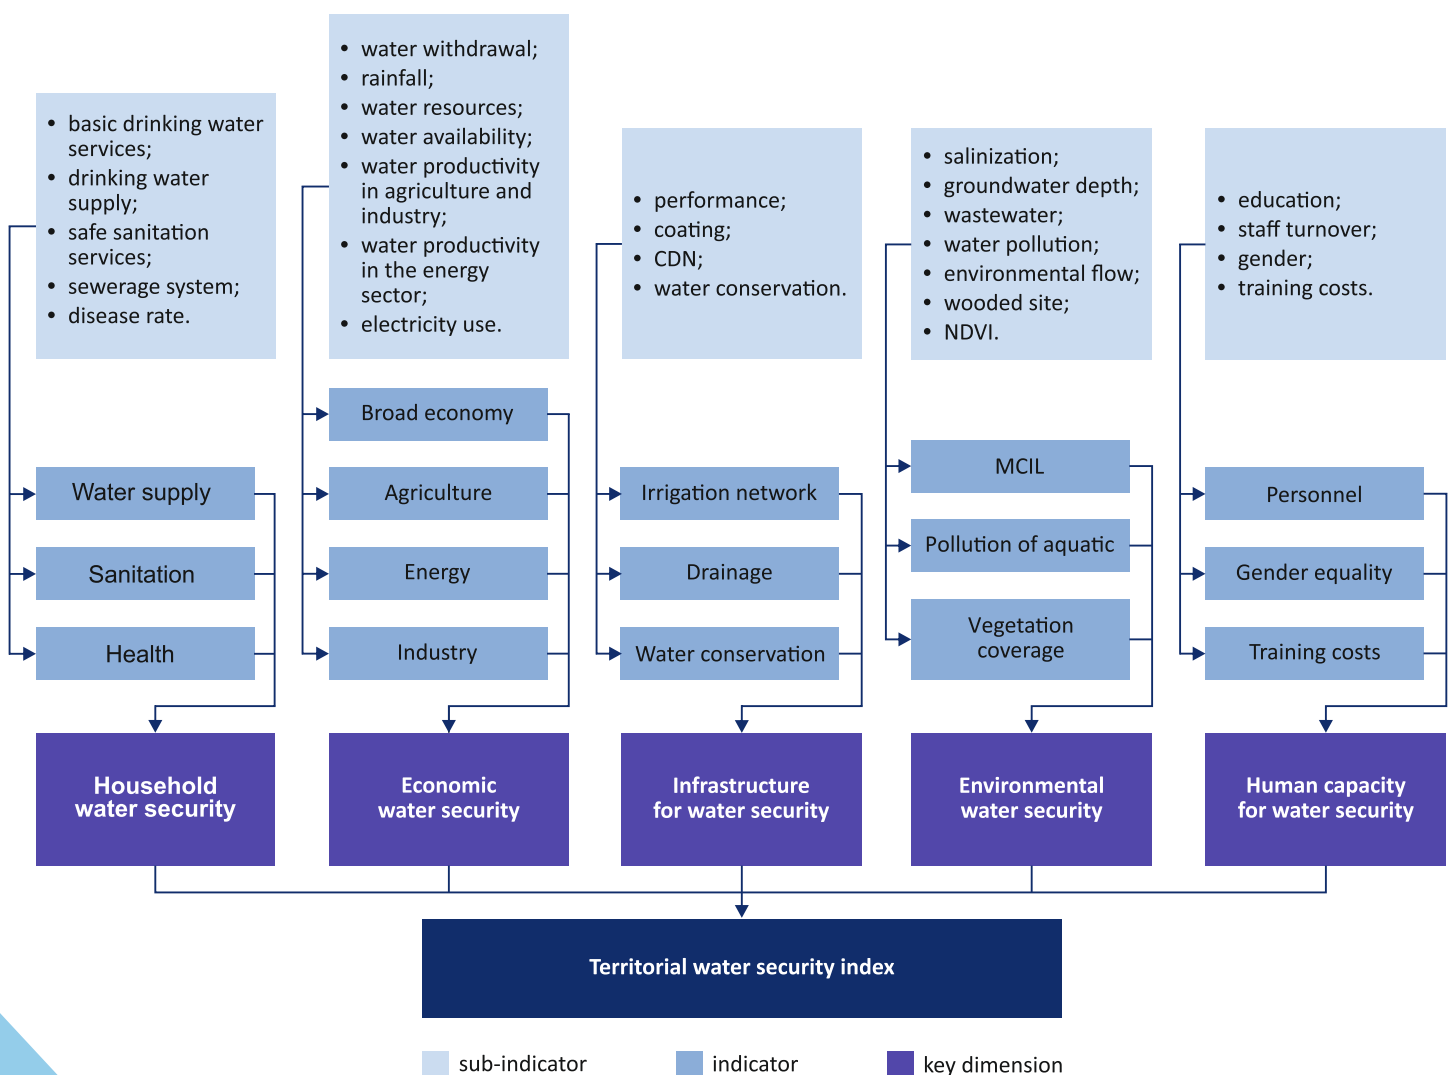 • basic drinking water
services;
• drinking water
supply;
• safe sanitation
services;
• sewerage system;
• disease rate.
• water withdrawal;
• rainfall;
• water resources;
• water availability;
• water productivity
in agriculture and
industry;
• water productivity
in the energy
sector;
• electricity use.
• performance;
• coating;
• CDN;
• water conservation.
• salinization;
• groundwater depth;
• wastewater;
• water pollution;
• environmental flow;
• wooded site;
• NDVI.
• education;
• staff turnover;
• gender;
• training costs.
Water supply
Sanitation
Health
Broad economy
Agriculture
Energy
Industry
Irrigation network
Drainage
Water conservation
MCIL
Pollution of aquatic
Vegetation
coverage
Personnel
Gender equality
Training costs
Household
water security
Economic
water security
Infrastructure
for water security
Environmental
water security
Human capacity
for water security
Territorial water security index
sub-indicator
indicator
key dimension